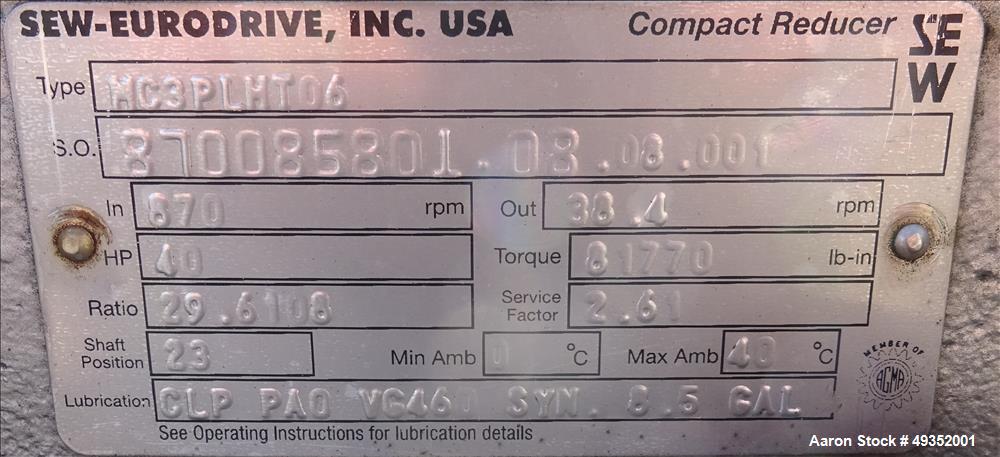 SEW-EURODRIVE, INC. USA Compact Reducer SEW
Type MC3PLHT06
S.O. 870085801.08.08.001
In 870 rpm Out 38.4 rpm
HP 40 Torque 81770 lb-in
Ratio 29.6108 Service Factor 2.61
Shaft Position 23 Min Amb 0 °C Max Amb 40 °C
MEMBER OF AGMA
Lubrication CLP PAO VG460 SYN. 8.5 GAL
See Operating Instructions for lubrication details
Aaron Stock # 49352001